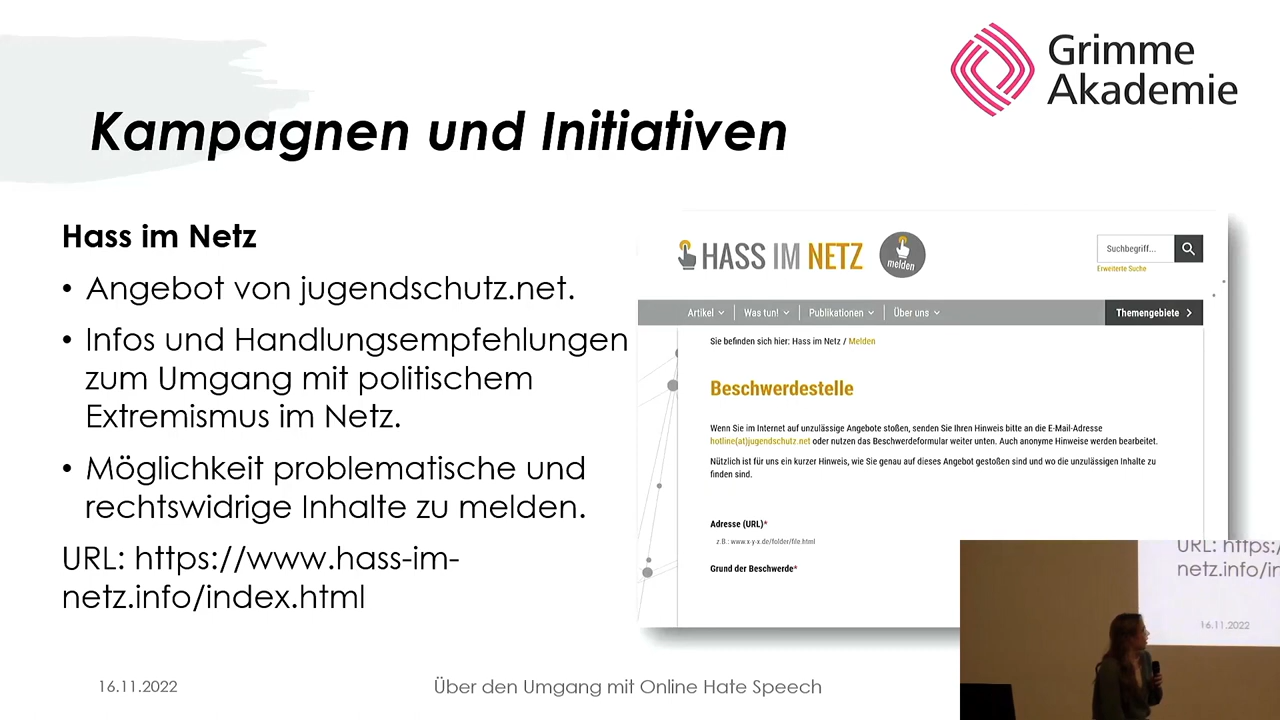 Grimme
Akademie
Kampagnen und Initiativen
Hass im Netz
• Angebot von jugendschutz.net.
• Infos und Handlungsempfehlungen
zum Umgang mit politischem
Extremismus im Netz.
• Möglichkeit problematische und
rechtswidrige Inhalte zu melden.
URL: https://www.hass-im-
netz.info/index.html
HASS IM NETZ
melden
Suchbegriff...
Erweiterte Suche
Artikel
Was tun!
Publikationen
Über uns
Themengebiete
Sie befinden sich hier: Hass im Netz / Melden
Beschwerdestelle
Wenn Sie im Internet auf unzulässige Angebote stoßen, senden Sie Ihren Hinweis bitte an die E-Mail-Adresse
hotline(at)jugendschutz.net oder nutzen das Beschwerdeformular weiter unten. Auch anonyme Hinweise werden bearbeitet.
Nützlich ist für uns ein kurzer Hinweis, wie Sie genau auf dieses Angebot gestoßen sind und wo die unzulässigen Inhalte zu
finden sind.
Adresse (URL)*
z.B.: www.x-y-x.de/folder/file.html
Grund der Beschwerde*
URL: https:/
netz.info/in
16.11.2022
16.11.2022
Über den Umgang mit Online Hate Speech